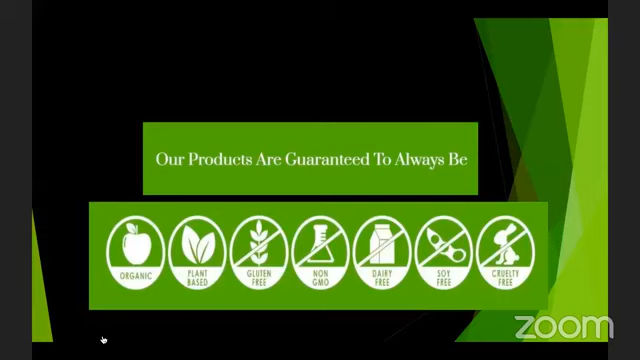 Our Products Are Guaranteed To Always Be
ORGANIC
PLANT
BASED
GLUTEN
FREE
NON
GMO
DAIRY
FREE
SOY
FREE
CRUELTY
FREE
zoom